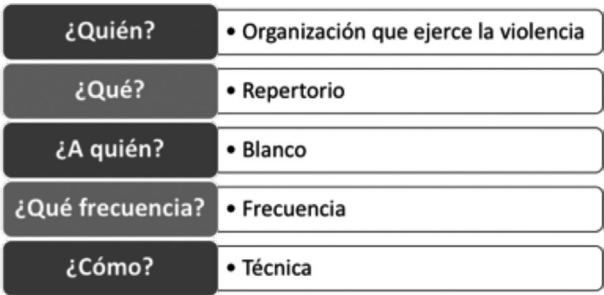 ¿Quién?
• Organización que ejerce la violencia
¿Qué?
• Repertorio
¿A quién?
• Blanco
¿Qué frecuencia?
• Frecuencia
¿Cómo?
• Técnica